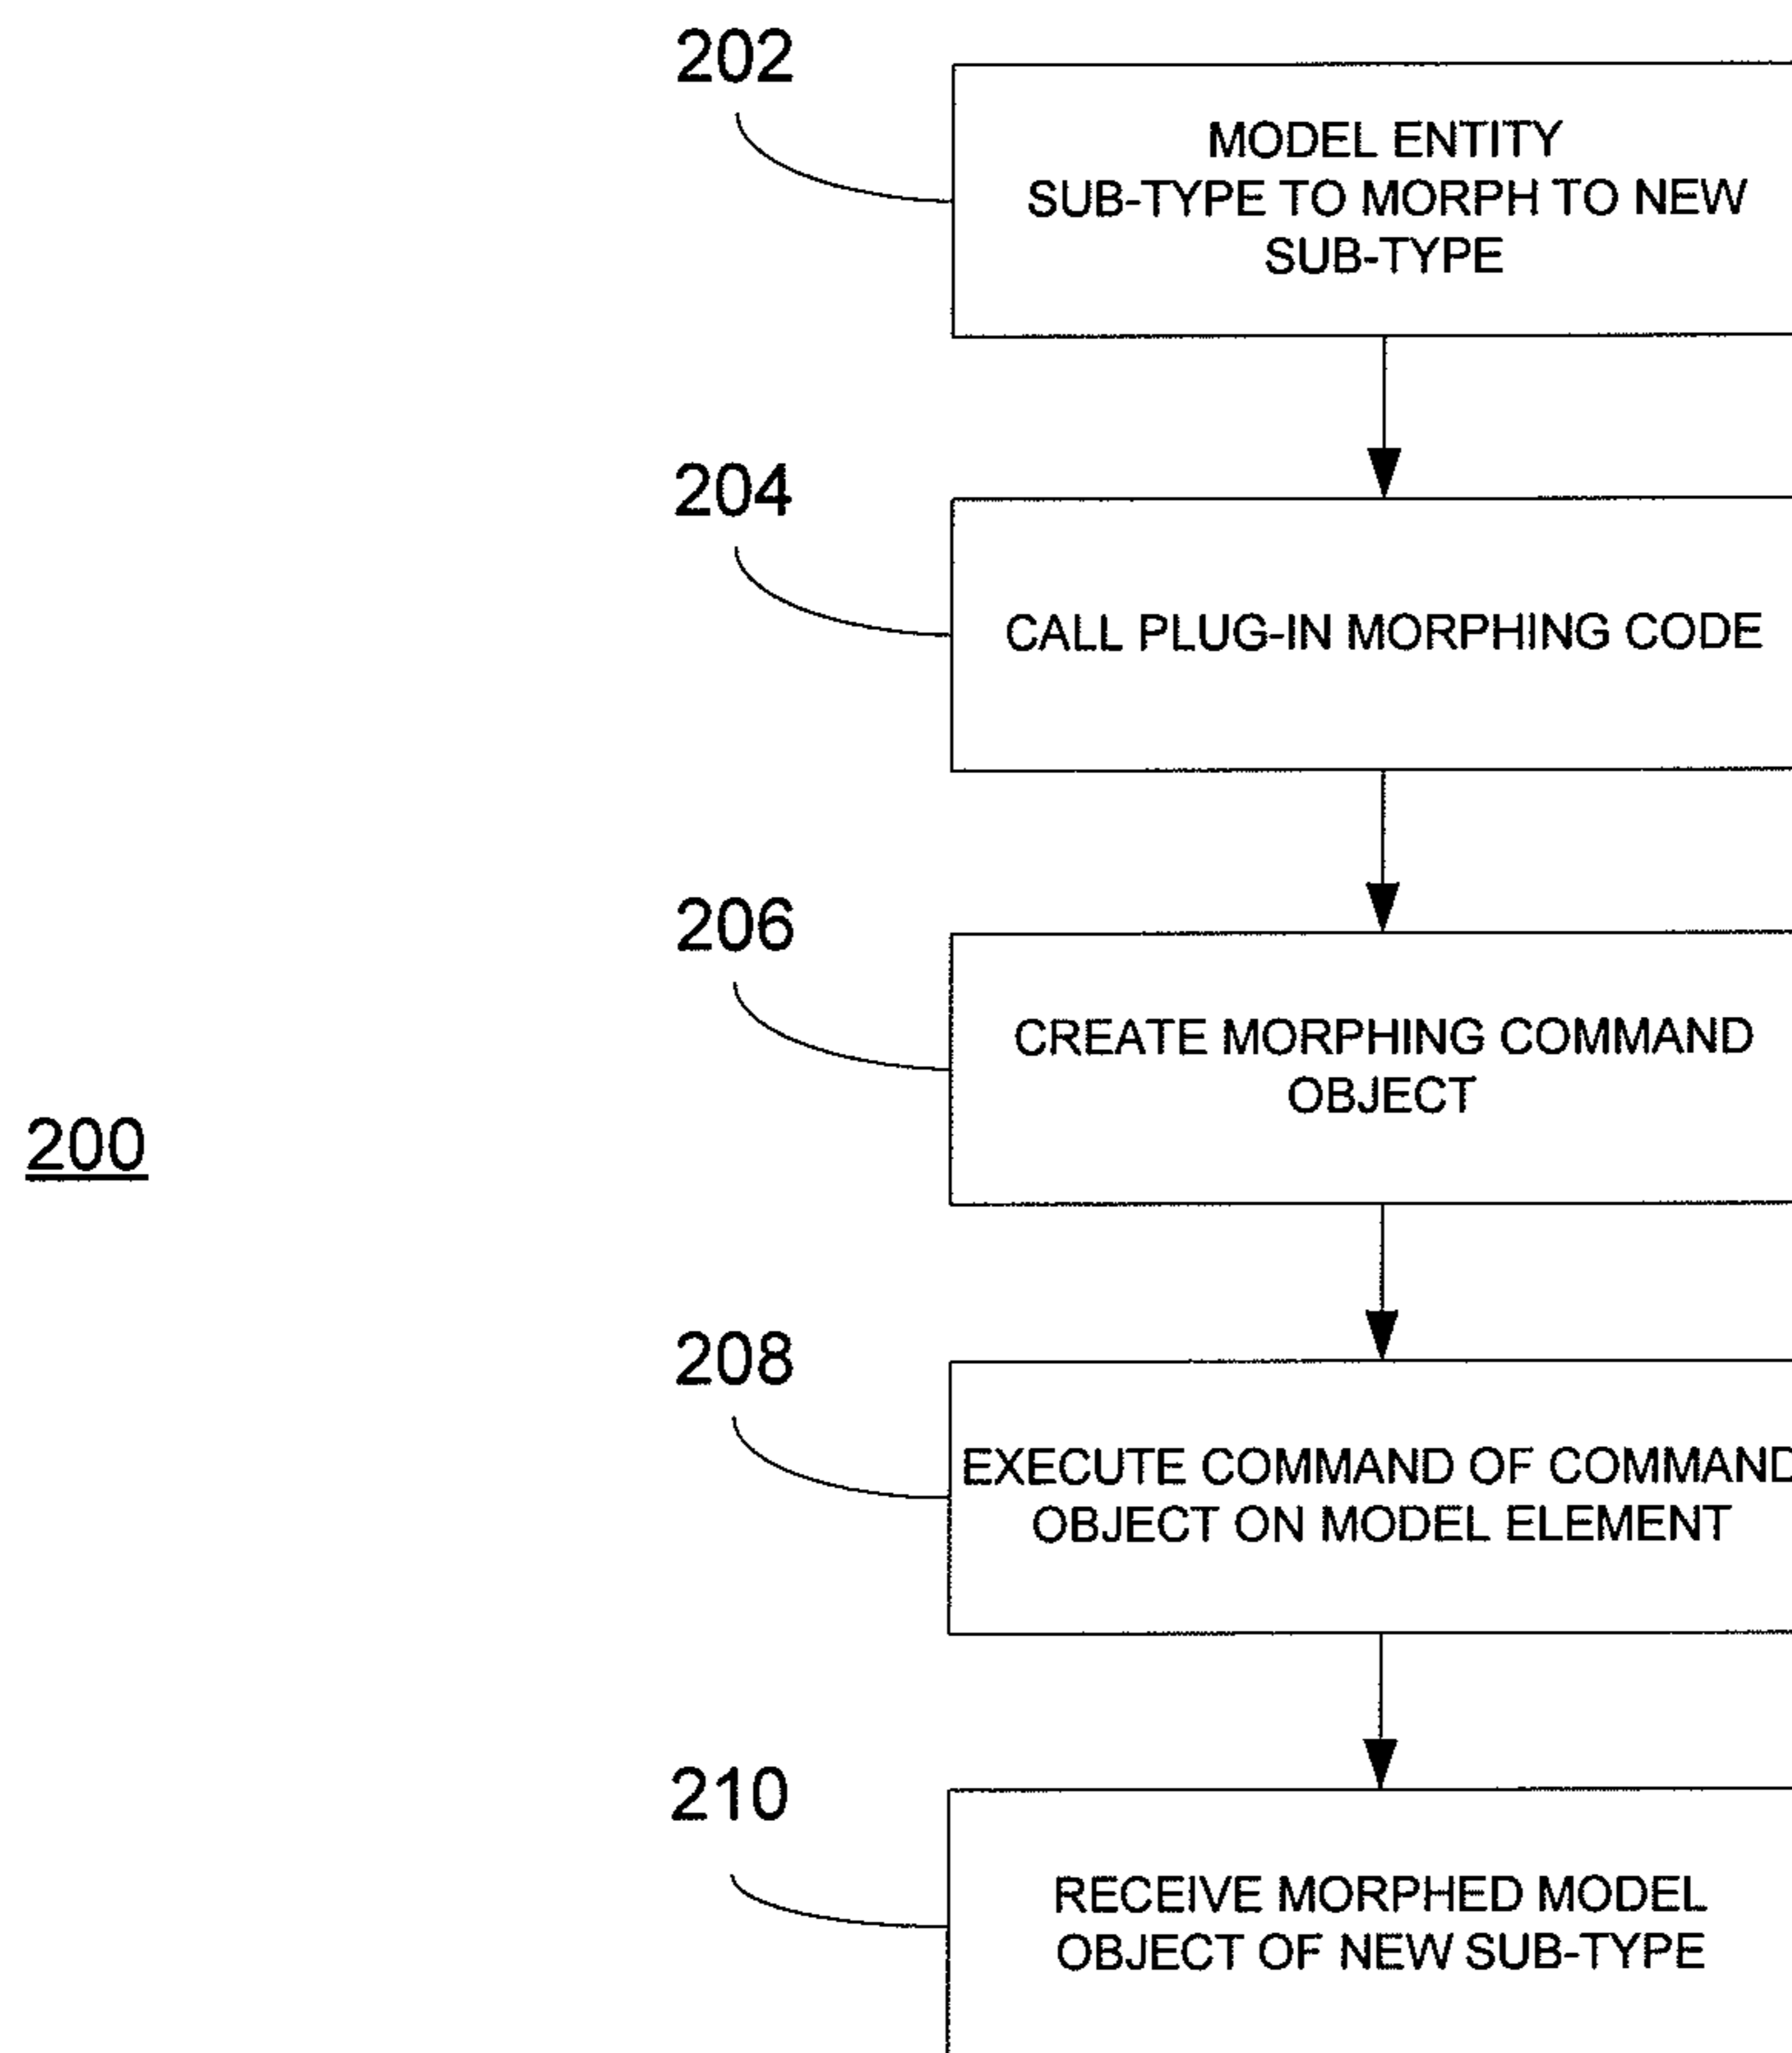 202
MODEL ENTITY
SUB-TYPE TO MORPH TO NEW
SUB-TYPE
204
CALL PLUG-IN MORPHING CODE
206
CREATE MORPHING COMMAND
OBJECT
200
208
EXECUTE COMMAND OF COMMAND
OBJECT ON MODEL ELEMENT
210
RECEIVE MORPHED MODEL
OBJECT OF NEW SUB-TYPE